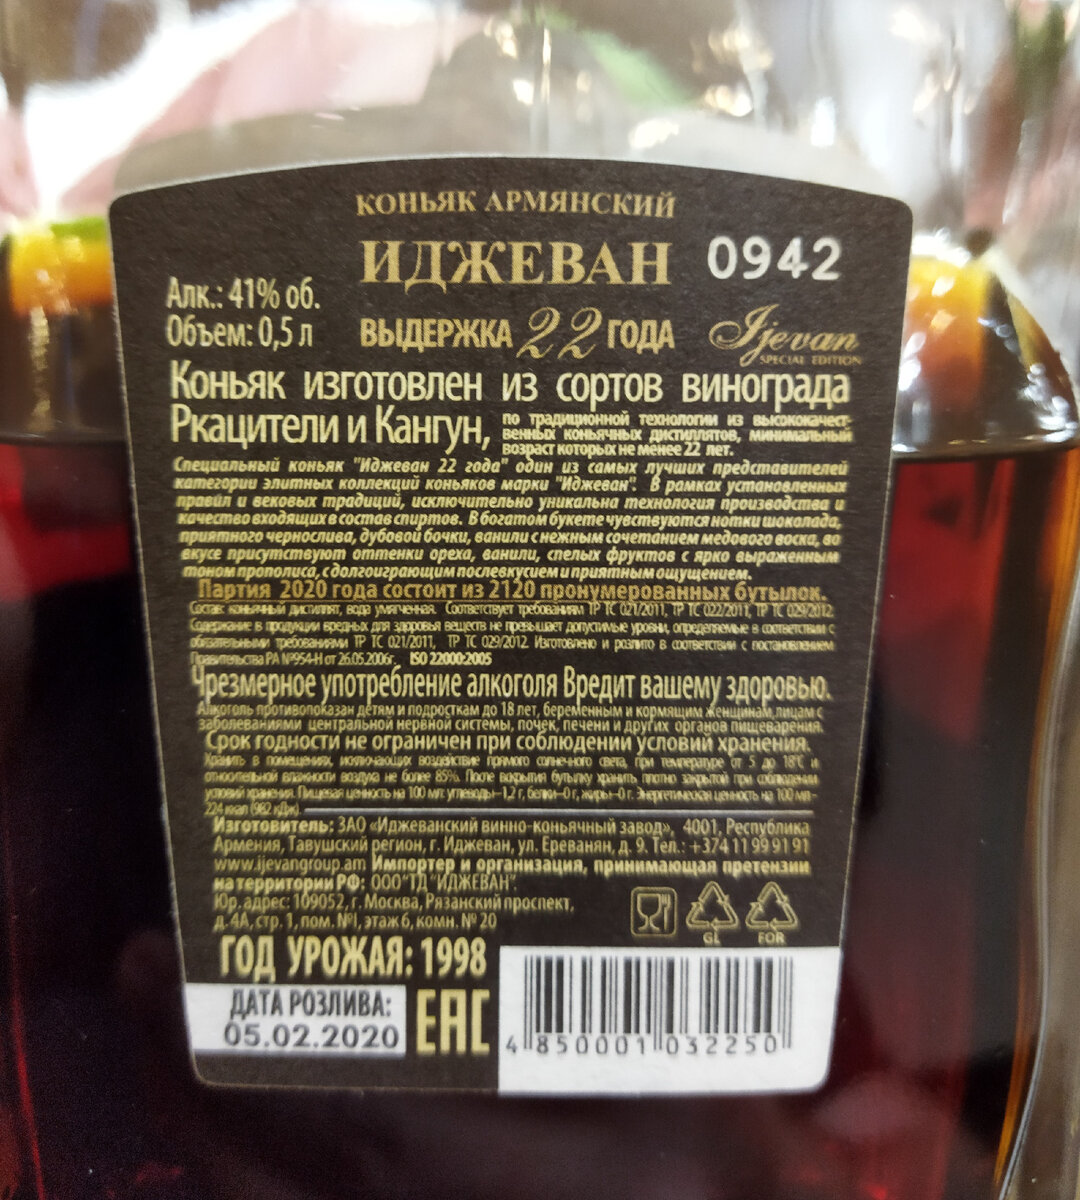 КОНЬЯК АРМЯНСКИЙ
ИДЖЕВАН 0942
Алк.: 41% об.
Объем: 0,5 л
ВЫДЕРЖКА 22 ГОДА
Ijevan
SPECIAL EDITION
Коньяк изготовлен из сортов винограда
Ркацители и Кангун,
по традиционной технологии из высококачест-
венных коньячных дистиллятов, минимальный
возраст которых не менее 22 лет.
Специальный коньяк "Иджеван 22 года" один из самых лучших представителей
категории элитных коллекций коньяков марки "Иджеван". В рамках установленных
правил и вековых традиций, исключительно уникальна технология производства и
качество входящих в состав спиртов. В богатом букете чувствуются нотки шоколада,
приятного чернослива, дубовой бочки, ванили с нежным сочетанием медового воска, во
вкусе присутствуют оттенки ореха, ванили, спелых фруктов с ярко выраженным
тоном прополиса, с долгоиграющим послевкусием и приятным ощущением.
Партия 2020 года состоит из 2120 пронумерованных бутылок.
Состав: коньячный дистиллят, вода умягченная. Соответствует требованиям ТР ТС 021/2011, ТР ТС 022/2011, ТР ТС 029/2012.
Содержание в продукции вредных для здоровья веществ не превышает допустимые уровни, определяемые в соответствии с
обязательными требованиями ТР ТС 021/2011, ТР ТС 029/2012. Изготовлено и розлито в соответствии с постановлением
Правительства РА №954-Н от 26.05.2006г. ISO 22000:2005
Чрезмерное употребление алкоголя Вредит вашему здоровью.
Алкоголь противопоказан детям и подросткам до 18 лет, беременным и кормящим женщинам, лицам с
заболеваниями центральной нервной системы, почек, печени и других органов пищеварения.
Срок годности не ограничен при соблюдении условий хранения.
Хранить в помещениях, исключающих воздействие прямого солнечного света, при температуре от 5 до 18°С и
относительной влажности воздуха не более 85%. После вскрытия бутылку хранить плотно закрытой при соблюдении
условий хранения. Пищевая ценность на 100 мл: углеводы–1,2 г, белки–0 г, жиры–0 г. Энергетическая ценность на 100 мл–
224 ккал (982 кДж)
Изготовитель: ЗАО «Иджеванский винно-коньячный завод», 4001, Республика
Армения, Тавушский регион, г. Иджеван, ул. Ереванян, д. 9. Тел.: +374 11 99 91 91
www.ijevangroup.am Импортер и организация, принимающая претензии
на территории РФ: ООО "ТД "ИДЖЕВАН".
Юр. адрес: 109052, г. Москва, Рязанский проспект,
д. 4А, стр. 1, пом. №I, этаж 6, комн. № 20
GL FOR
ГОД УРОЖАЯ: 1998
ДАТА РОЗЛИВА:
05.02.2020
EAC
4 850001 032250